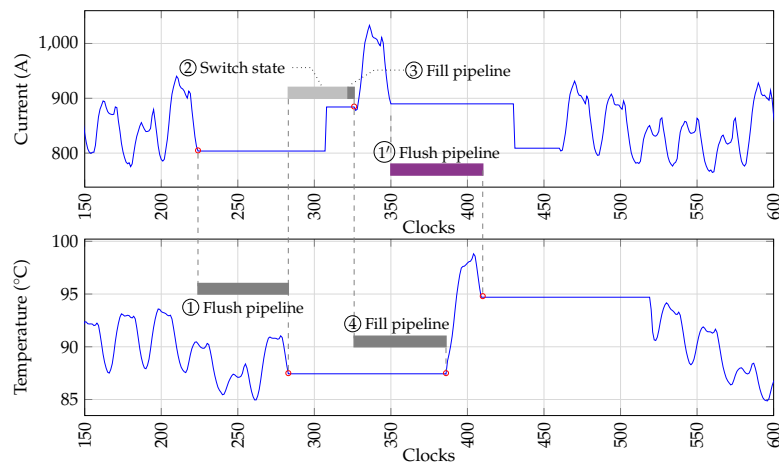 1,000
900
800
Current (A)
② Switch state
③ Fill pipeline
①′ Flush pipeline
150 200 250 300 350 400 450 500 550 600
Clocks
100
95
90
85
Temperature (°C)
① Flush pipeline
④ Fill pipeline
150 200 250 300 350 400 450 500 550 600
Clocks